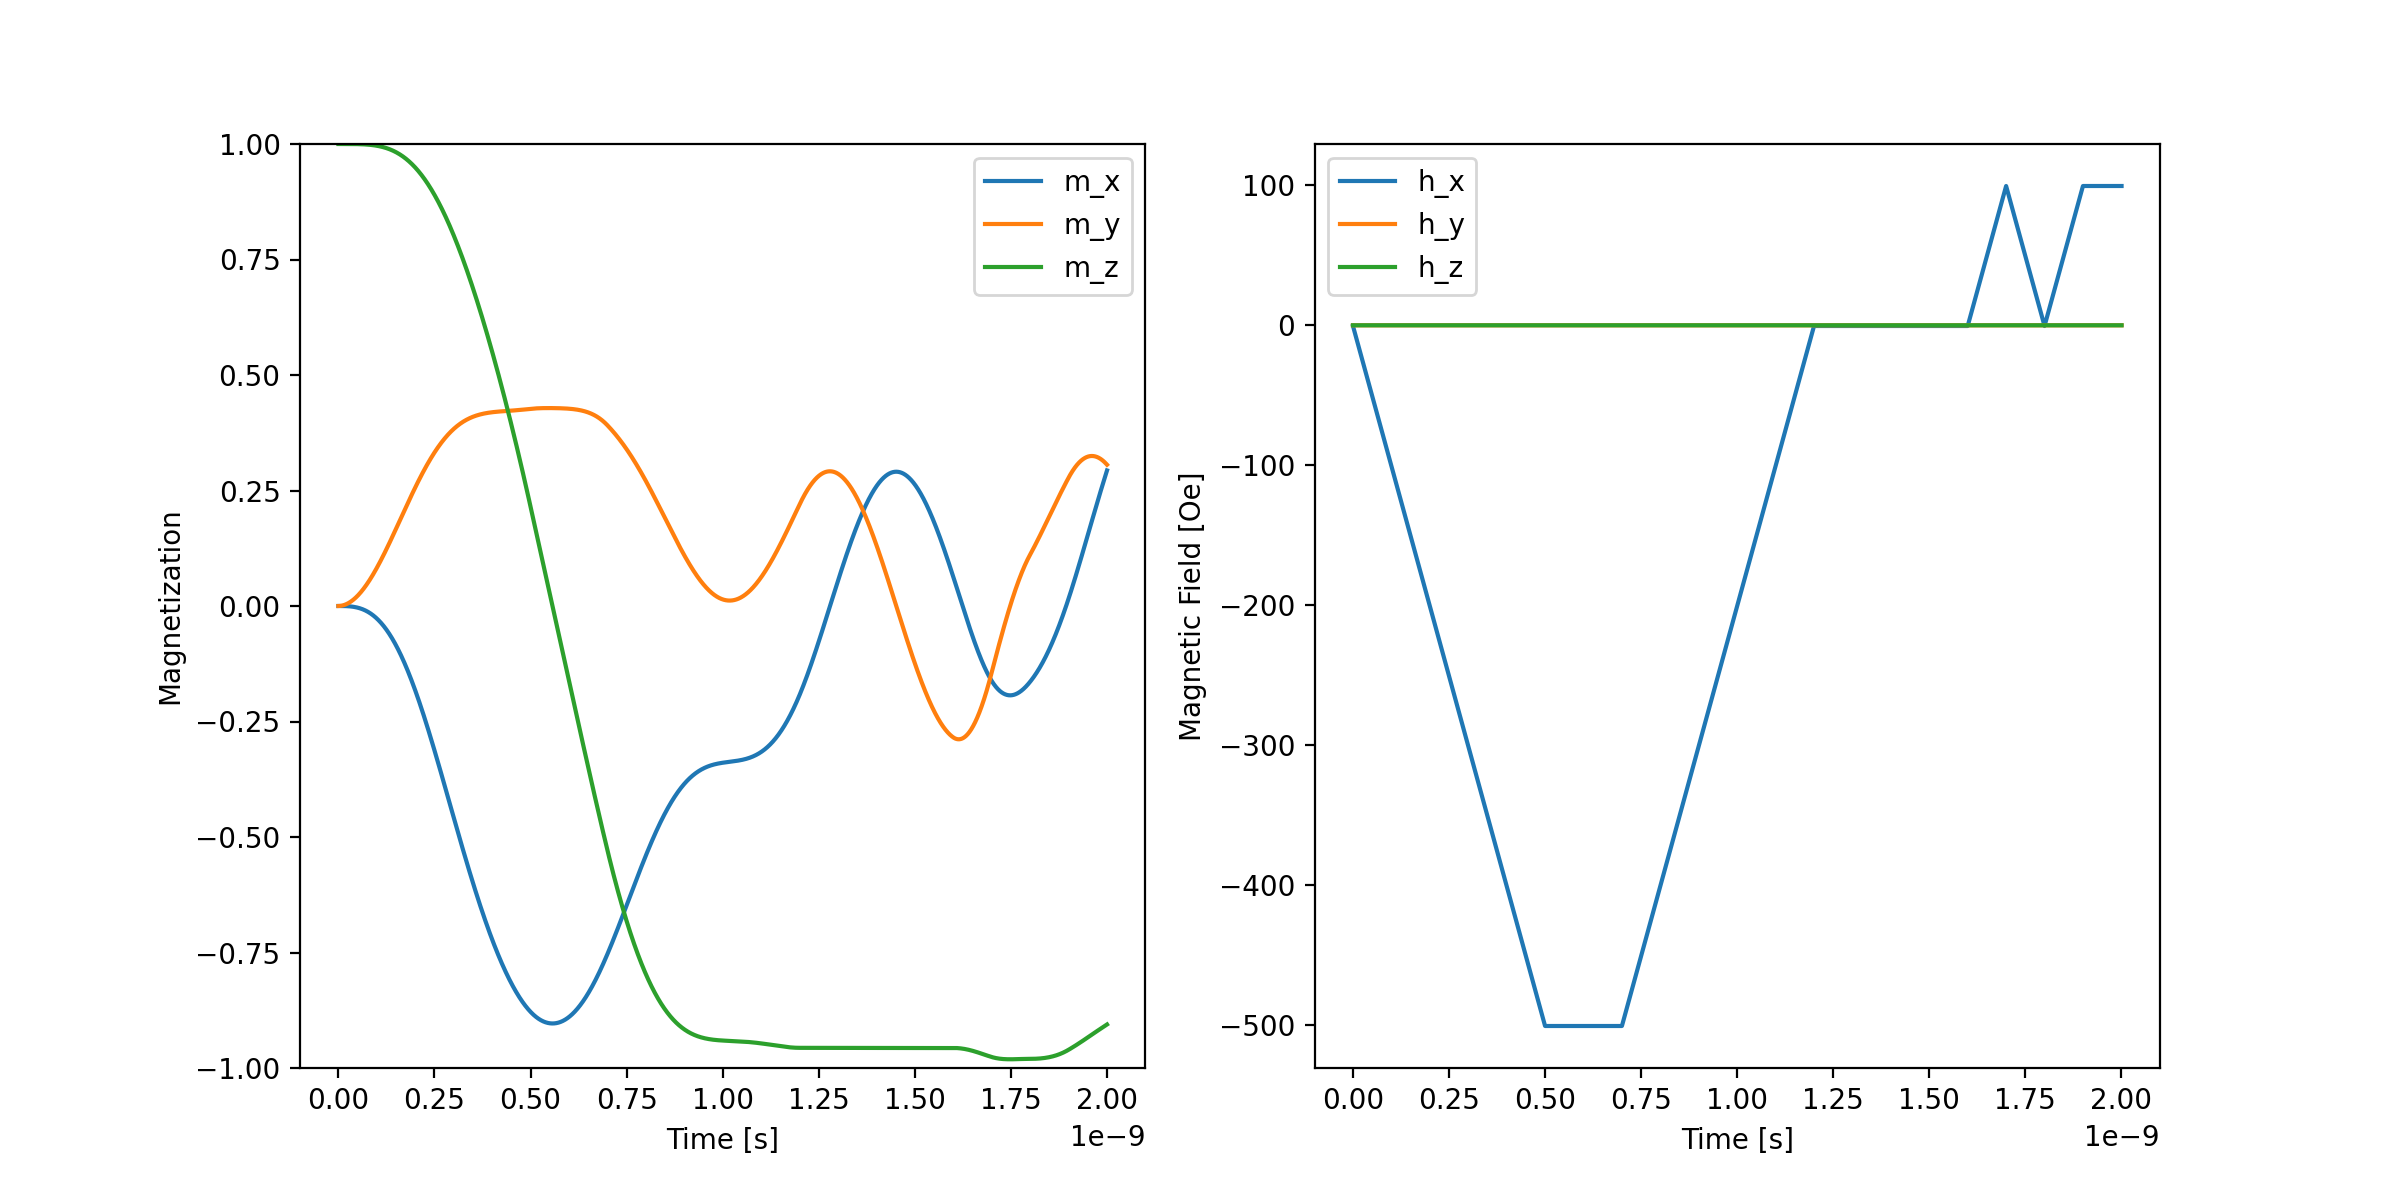 1.00
0.75
0.50
0.25
0.00
−0.25
−0.50
−0.75
−1.00
Magnetization
m_x
m_y
m_z
0.00 0.25 0.50 0.75 1.00 1.25 1.50 1.75 2.00
1e−9
Time [s]
100
0
−100
−200
−300
−400
−500
Magnetic Field [Oe]
h_x
h_y
h_z
0.00 0.25 0.50 0.75 1.00 1.25 1.50 1.75 2.00
1e−9
Time [s]